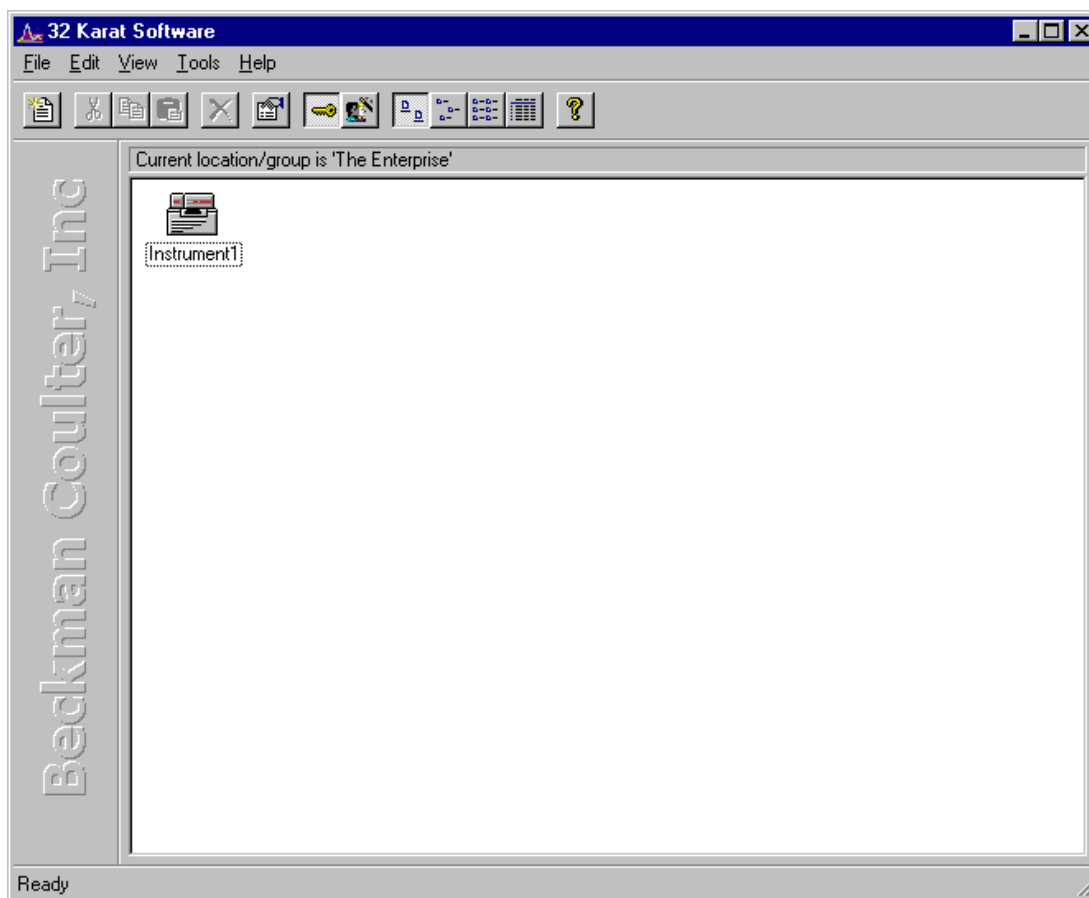 32 Karat Software
File Edit View Tools Help
Current location/group is 'The Enterprise'
Instrument1
Beckman Coulter, Inc
Ready